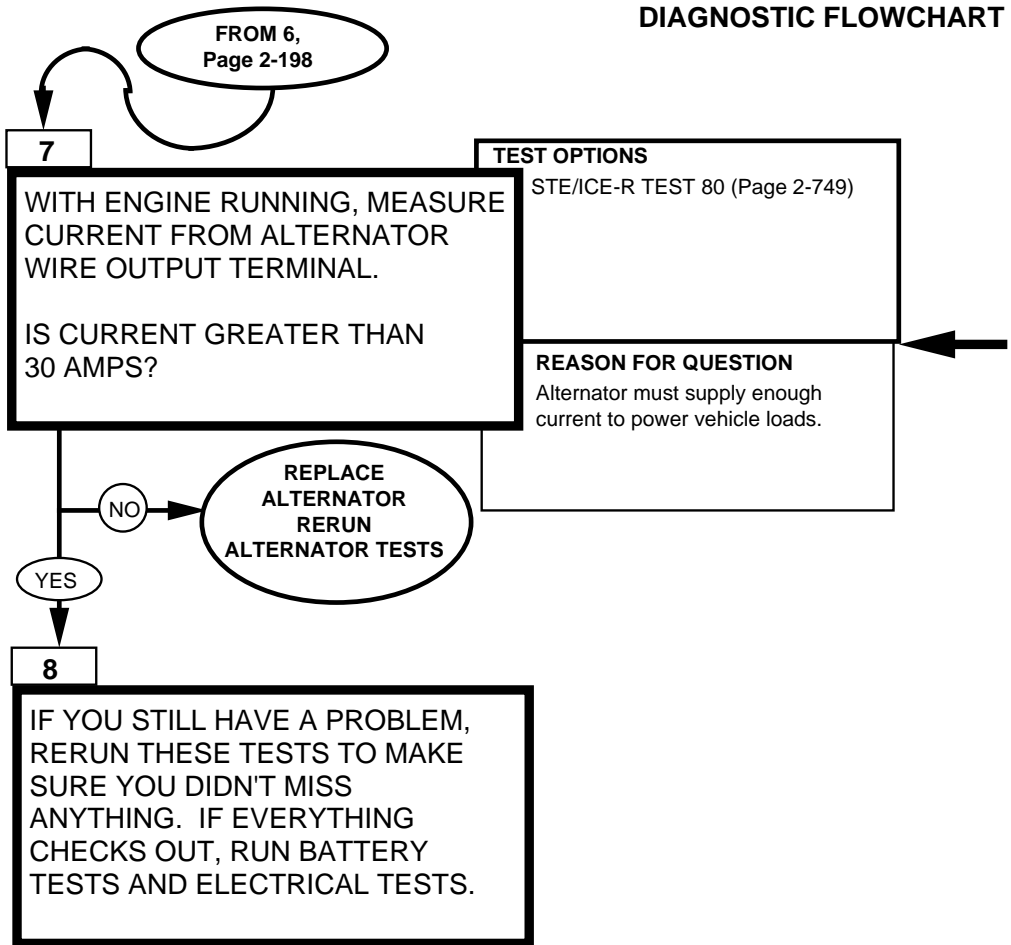 DIAGNOSTIC FLOWCHART
FROM 6,
Page 2-198
7
WITH ENGINE RUNNING, MEASURE
CURRENT FROM ALTERNATOR
WIRE OUTPUT TERMINAL.
IS CURRENT GREATER THAN
30 AMPS?
TEST OPTIONS
STE/ICE-R TEST 80 (Page 2-749)
REASON FOR QUESTION
Alternator must supply enough
current to power vehicle loads.
NO
REPLACE
ALTERNATOR
RERUN
ALTERNATOR TESTS
YES
8
IF YOU STILL HAVE A PROBLEM,
RERUN THESE TESTS TO MAKE
SURE YOU DIDN'T MISS
ANYTHING. IF EVERYTHING
CHECKS OUT, RUN BATTERY
TESTS AND ELECTRICAL TESTS.